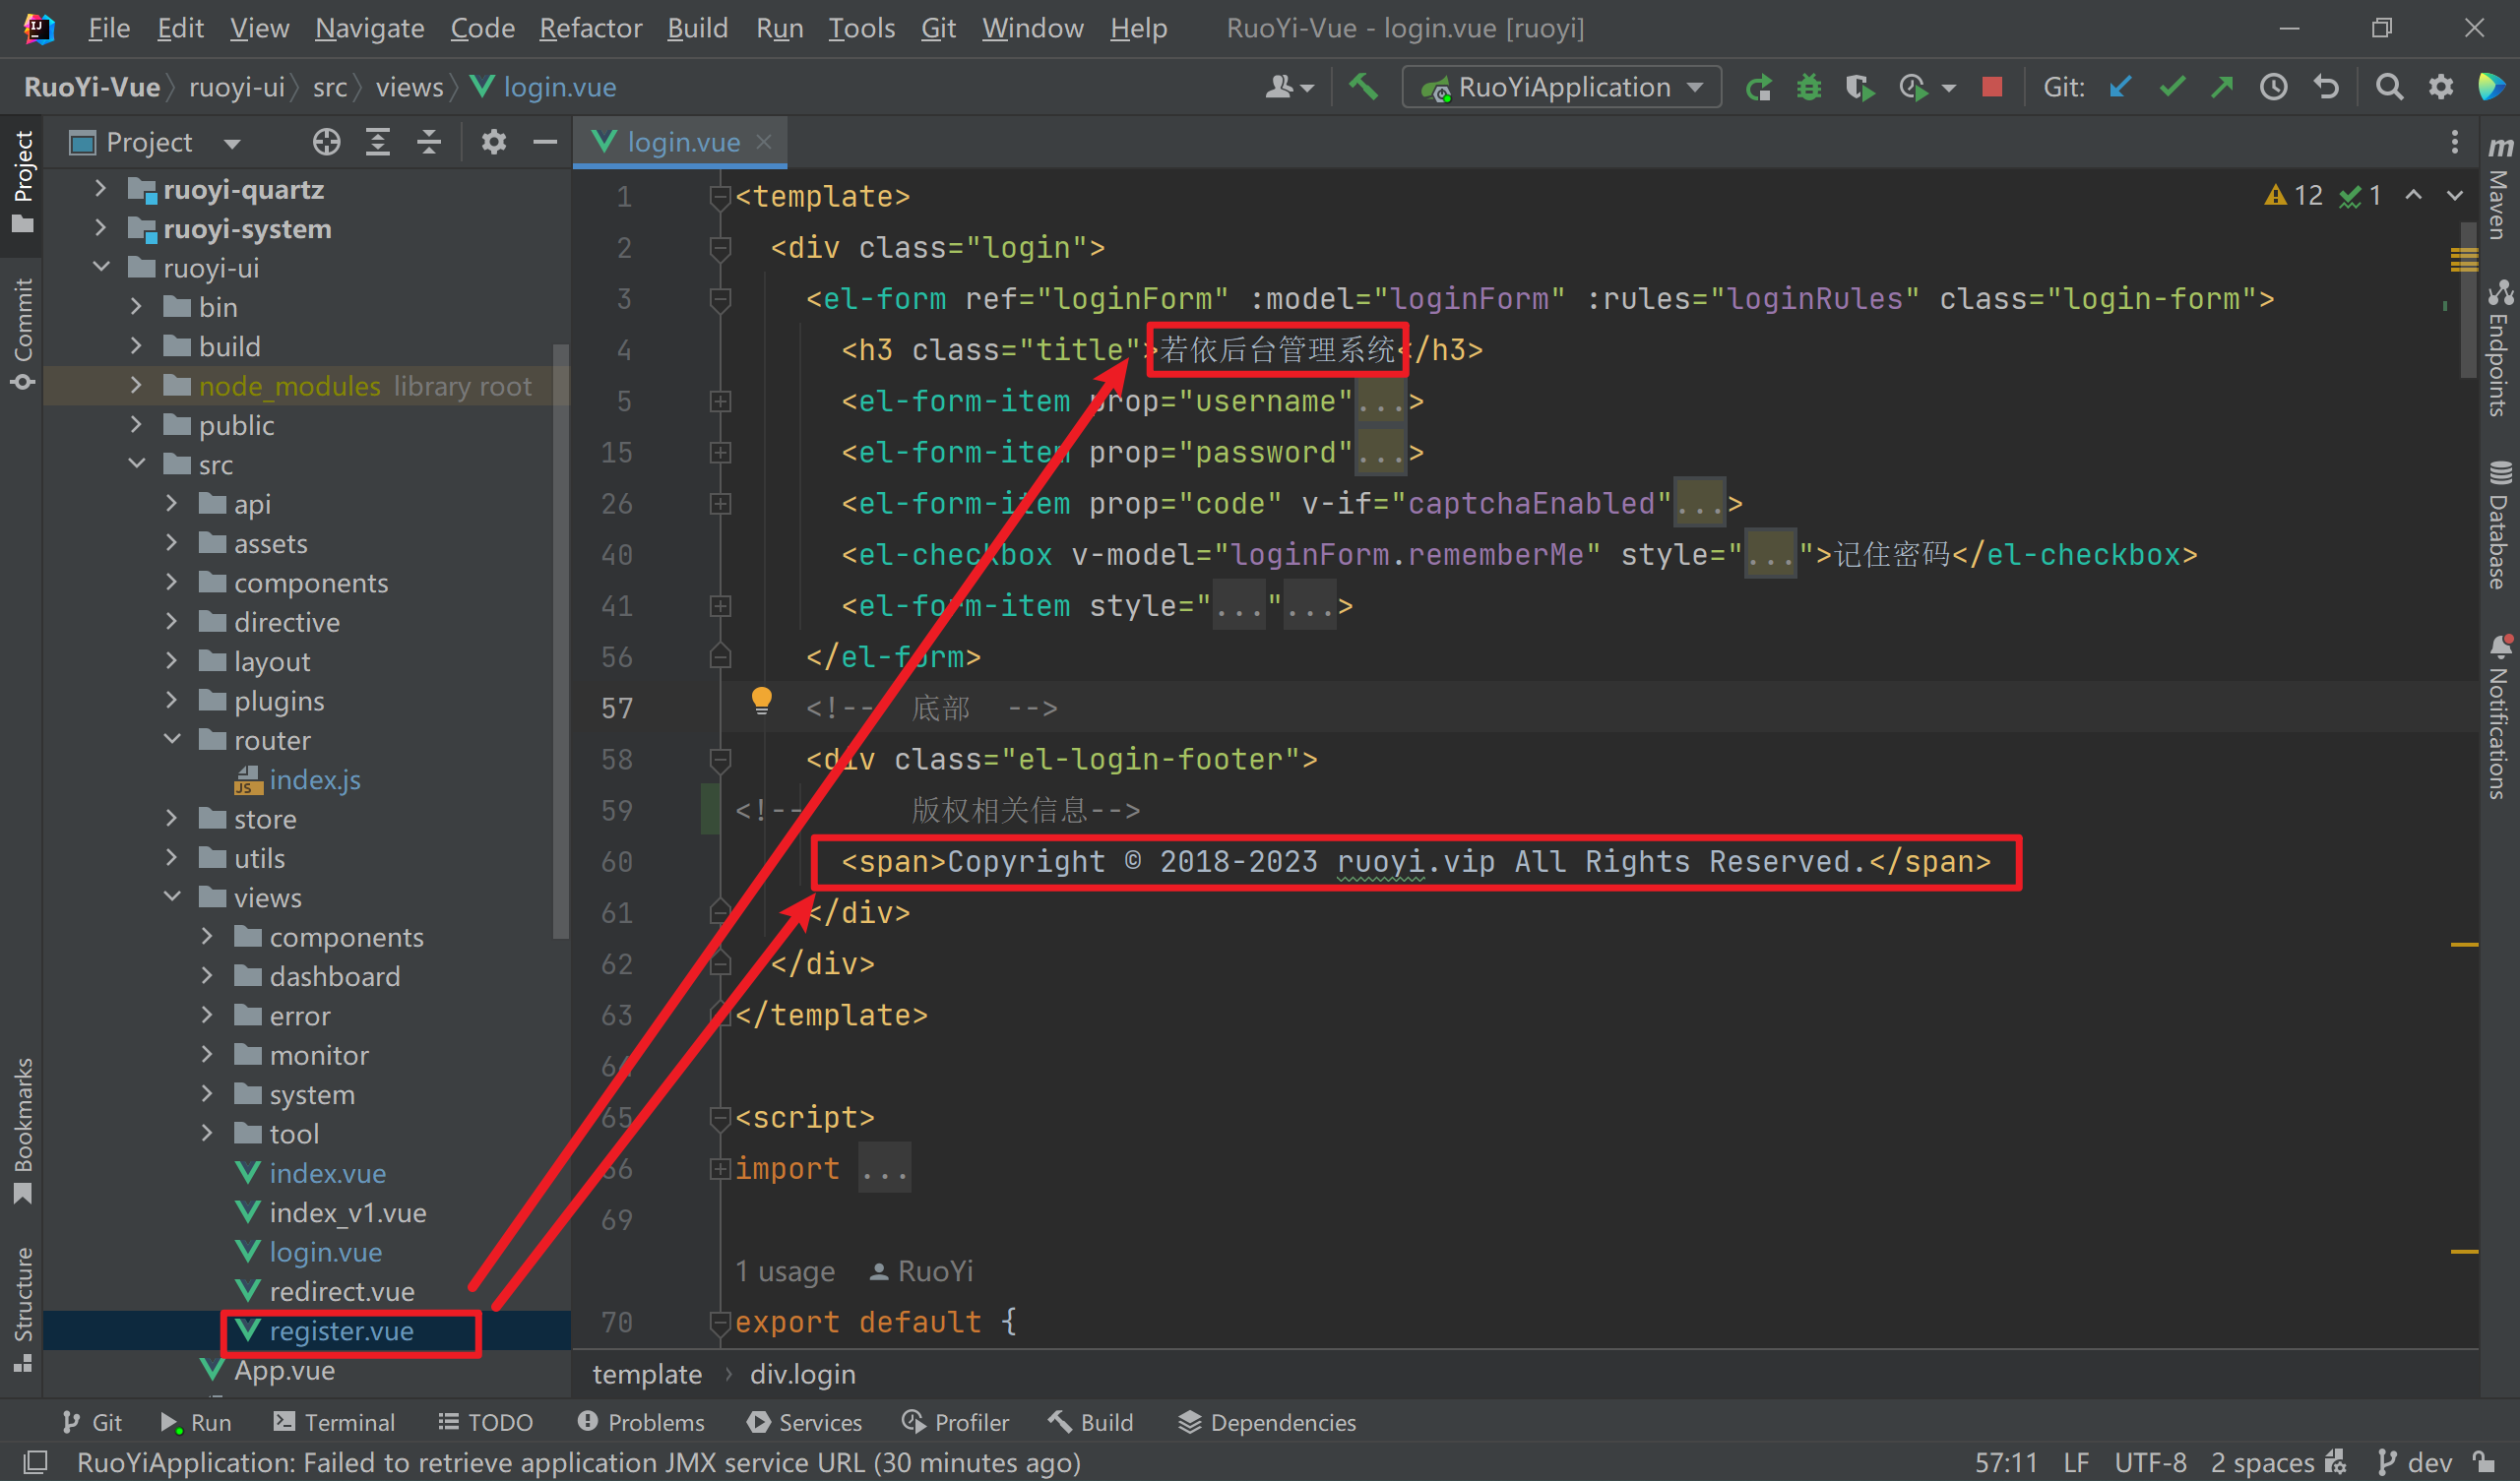 File Edit View Navigate Code Refactor Build Run Tools Git Window Help RuoYi-Vue - login.vue [ruoyi]
RuoYi-Vue ruoyi-ui src views login.vue RuoYiApplication Git:
Project
login.vue
ruoyi-quartz
ruoyi-system
ruoyi-ui
bin
build
node_modules library root
public
src
api
assets
components
directive
layout
plugins
router
index.js
store
utils
views
components
dashboard
error
monitor
system
tool
index.vue
index_v1.vue
login.vue
redirect.vue
register.vue
App.vue
12 1
1 <template>
2 <div class="login">
3 <el-form ref="loginForm" :model="loginForm" :rules="loginRules" class="login-form">
4 <h3 class="title">若依后台管理系统</h3>
5 <el-form-item prop="username"...>
15 <el-form-item prop="password"...>
26 <el-form-item prop="code" v-if="captchaEnabled"...>
40 <el-checkbox v-model="loginForm.rememberMe" style="...">记住密码</el-checkbox>
41 <el-form-item style="..."...>
56 </el-form>
57 <!-- 底部 -->
58 <div class="el-login-footer">
59 <!-- 版权相关信息-->
60 <span>Copyright © 2018-2023 ruoyi.vip All Rights Reserved.</span>
61 </div>
62 </div>
63 </template>
64
65 <script>
66 import ...
69
1 usage RuoYi
70 export default {
template › div.login
Project
Commit
Bookmarks
Structure
m
Maven
Endpoints
Database
Notifications
Git Run Terminal TODO Problems Services Profiler Build Dependencies
RuoYiApplication: Failed to retrieve application JMX service URL (30 minutes ago) 57:11 LF UTF-8 2 spaces dev